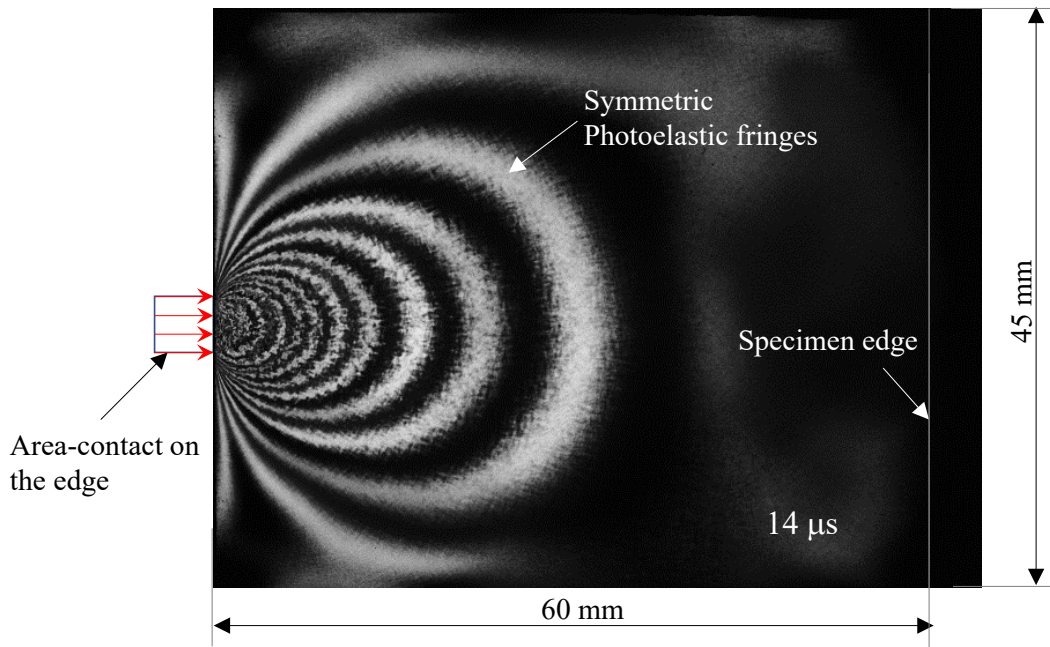 Symmetric
Photoelastic fringes
Specimen edge
45 mm
Area-contact on
the edge
14 μs
60 mm